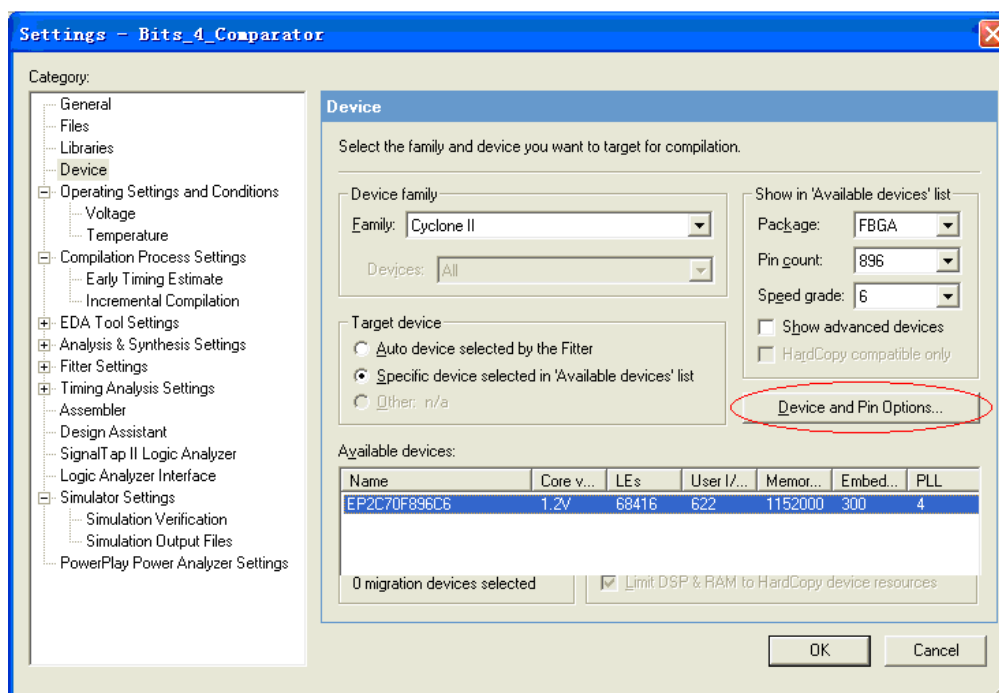 Settings - Bits_4_Comparator
Category:
General
Files
Libraries
Device
Operating Settings and Conditions
Voltage
Temperature
Compilation Process Settings
Early Timing Estimate
Incremental Compilation
EDA Tool Settings
Analysis & Synthesis Settings
Fitter Settings
Timing Analysis Settings
Assembler
Design Assistant
SignalTap II Logic Analyzer
Logic Analyzer Interface
Simulator Settings
Simulation Verification
Simulation Output Files
PowerPlay Power Analyzer Settings
Device
Select the family and device you want to target for compilation.
Device family
Family: Cyclone II
Devices: All
Show in 'Available devices' list
Package: FBGA
Pin count: 896
Speed grade: 6
Show advanced devices
HardCopy compatible only
Target device
Auto device selected by the Fitter
Specific device selected in 'Available devices' list
Other: n/a
Device and Pin Options...
Available devices:
Name Core v... LEs User I/... Memor... Embed... PLL
EP2C70F896C6 1.2V 68416 622 1152000 300 4
0 migration devices selected
Limit DSP & RAM to HardCopy device resources
OK Cancel